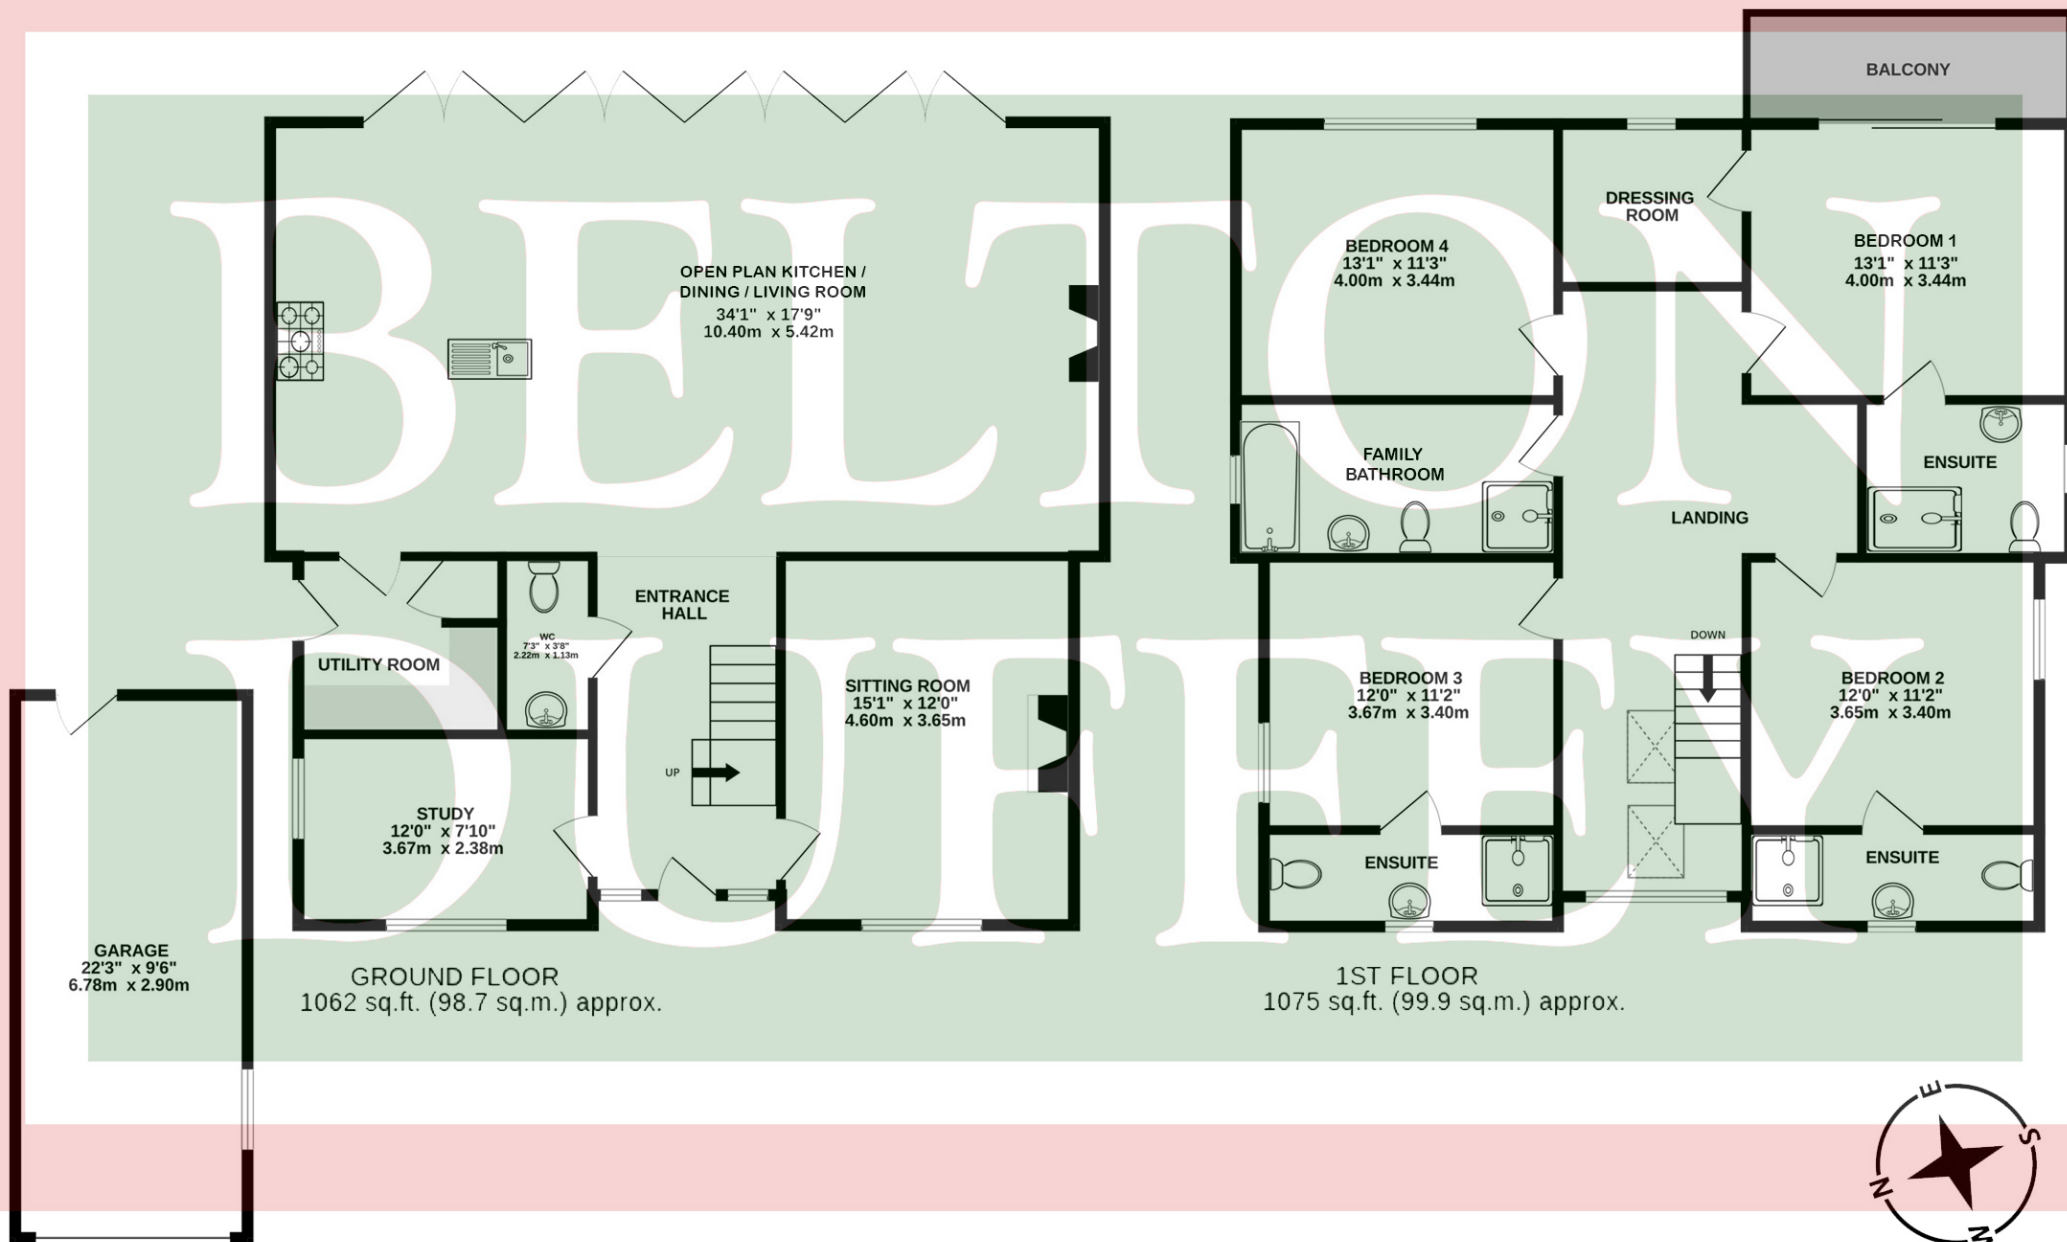 BALCONY
BELTON
DUFFEY
OPEN PLAN KITCHEN /
DINING / LIVING ROOM
34'1" x 17'9"
10.40m x 5.42m
ENTRANCE
HALL
WC
7'3" x 3'8"
2.22m x 1.13m
UTILITY ROOM
SITTING ROOM
15'1" x 12'0"
4.60m x 3.65m
UP
STUDY
12'0" x 7'10"
3.67m x 2.38m
GARAGE
22'3" x 9'6"
6.78m x 2.90m
GROUND FLOOR
1062 sq.ft. (98.7 sq.m.) approx.
DRESSING
ROOM
BEDROOM 4
13'1" x 11'3"
4.00m x 3.44m
BEDROOM 1
13'1" x 11'3"
4.00m x 3.44m
FAMILY
BATHROOM
ENSUITE
LANDING
DOWN
BEDROOM 3
12'0" x 11'2"
3.67m x 3.40m
BEDROOM 2
12'0" x 11'2"
3.65m x 3.40m
ENSUITE
ENSUITE
1ST FLOOR
1075 sq.ft. (99.9 sq.m.) approx.
E
S
N
W